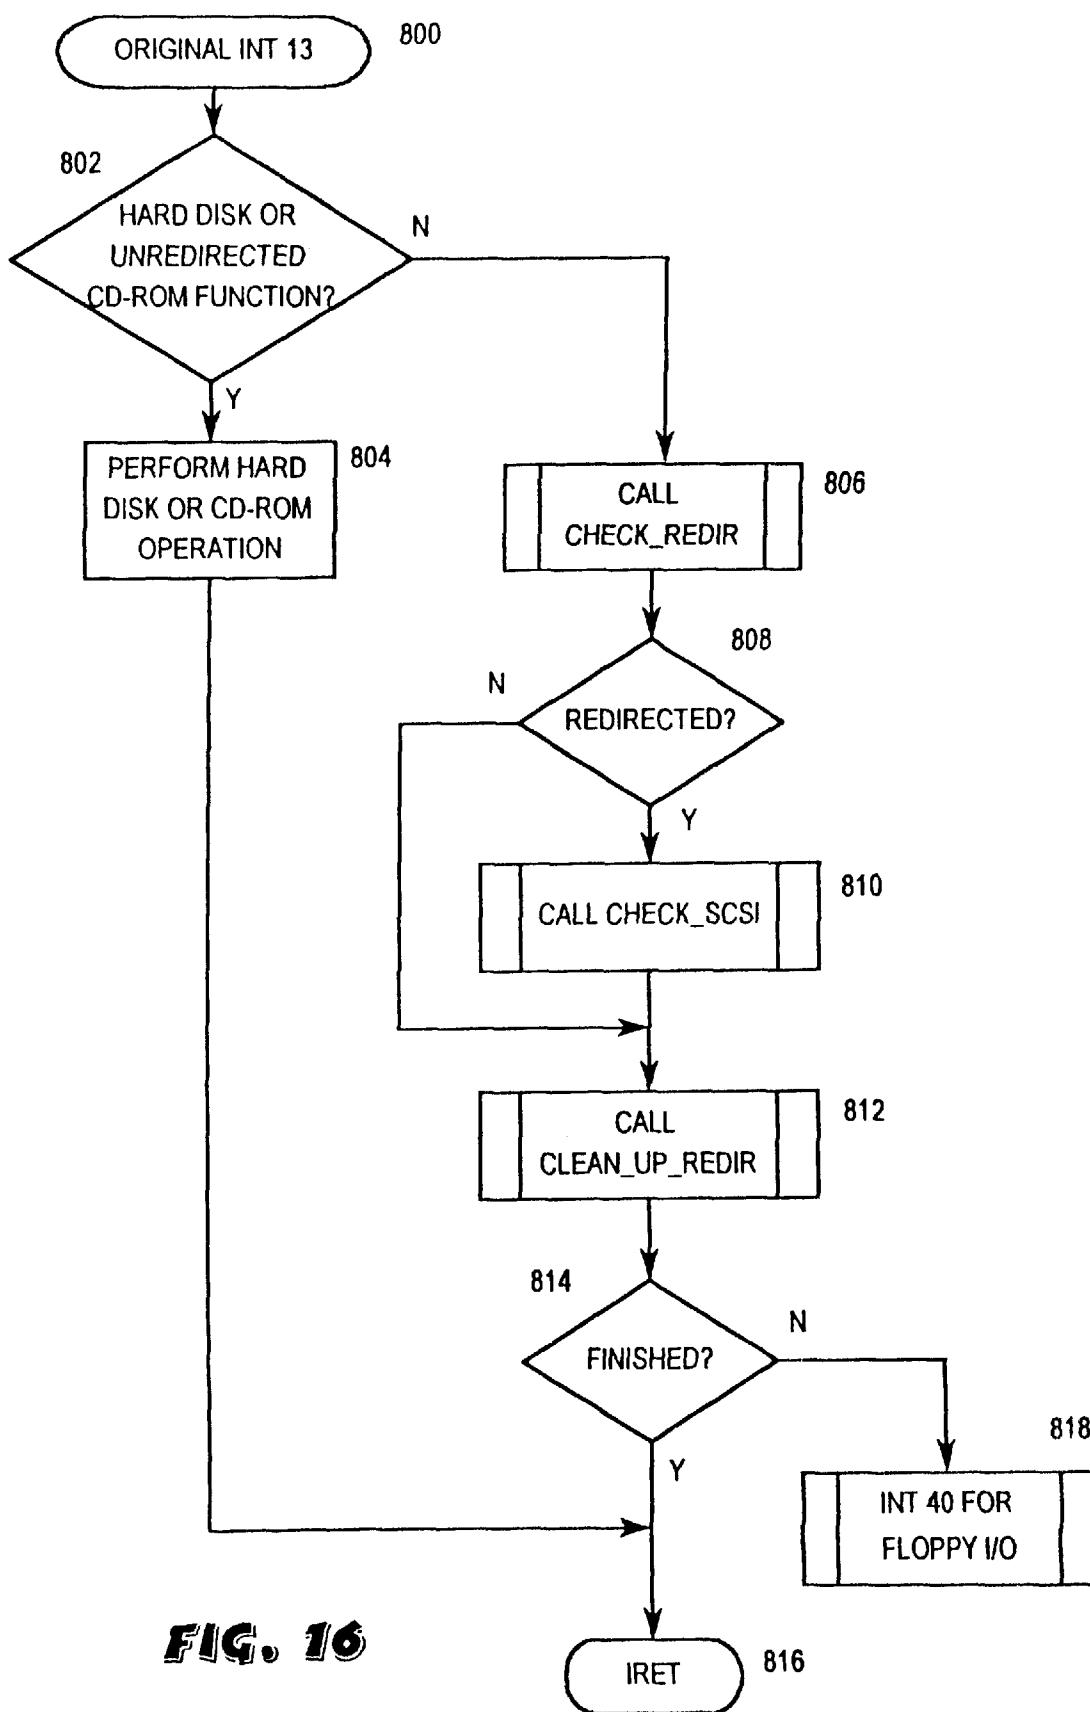 ORIGINAL INT 13
800
802
HARD DISK OR
UNREDIRECTED
CD-ROM FUNCTION?
N
Y
PERFORM HARD
DISK OR CD-ROM
OPERATION
804
CALL
CHECK_REDIR
806
808
REDIRECTED?
N
Y
CALL CHECK_SCSI
810
CALL
CLEAN_UP_REDIR
812
814
FINISHED?
N
Y
818
INT 40 FOR
FLOPPY I/O
FIG. 16
IRET
816